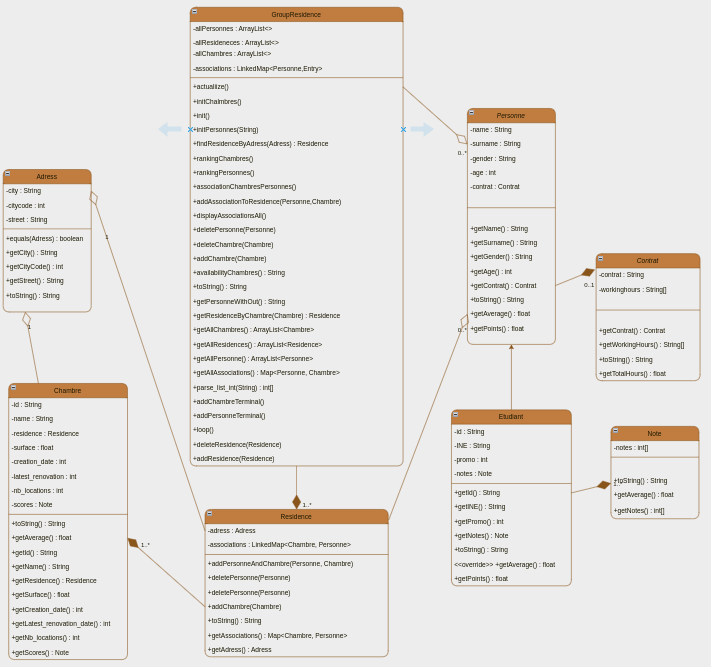 GroupResidence
-allPersonnes : ArrayList<>
-allResideneces : ArrayList<>
-allChambres : ArrayList<>
-associations : LinkedMap<Personne,Entry>
+actuallize()
+initChalmbres()
+init()
+initPersonnes(String)
+findResidenceByAdress(Adress) : Residence
+rankingChambres()
+rankingPersonnes()
+associationChambresPersonnes()
+addAssociationToResidence(Personne,Chambre)
+displayAssociationsAll()
+deletePersonne(Personne)
+deleteChambre(Chambre)
+addChambre(Chambre)
+availabilityChambres() : String
+toString() : String
+getPersonneWithOut() : String
+getResidenceByChambre(Chambre) : Residence
+getAllChambres() : ArrayList<Chambre>
+getAllResidences() : ArrayList<Residence>
+getAllPersonne() : ArrayList<Personne>
+getAllAssociations() : Map<Personne, Chambre>
+parse_list_int(String) : int[]
+addChambreTerminal()
+addPersonneTerminal()
+loop()
+deleteResidence(Residence)
+addResidence(Residence)
Personne
-name : String
-surname : String
-gender : String
-age : int
-contrat : Contrat
+getName() : String
+getSurname() : String
+getGender() : String
+getAge() : int
+getContrat() : Contrat
+toString() : String
+getAverage() : float
+getPoints() : float
0..*
0..*
0..1
Adress
-city : String
-citycode : int
-street : String
+equals(Adress) : boolean
+getCity() : String
+getCityCode() : int
+getStreet() : String
+toString() : String
1
1
Contrat
-contrat : String
-workinghours : String[]
+getContrat() : Contrat
+getWorkingHours() : String[]
+toString() : String
+getTotalHours() : float
Chambre
-id : String
-name : String
-residence : Residence
-surface : float
-creation_date : int
-latest_renovation : int
-nb_locations : int
-scores : Note
+toString() : String
+getAverage() : float
+getId() : String
+getName() : String
+getResidence() : Residence
+getSurface() : float
+getCreation_date() : int
+getLatest_renovation_date() : int
+getNb_locations() : int
+getScores() : Note
1..*
1..*
Residence
-adress : Adress
-associations : LinkedMap<Chambre, Personne>
+addPersonneAndChambre(Personne, Chambre)
+deletePersonne(Personne)
+deletePersonne(Personne)
+addChambre(Chambre)
+toString() : String
+getAssociations() : Map<Chambre, Personne>
+getAdress() : Adress
Etudiant
-id : String
-INE : String
-promo : int
-notes : Note
+getId() : String
+getINE() : String
+getPromo() : int
+getNotes() : Note
+toString() : String
<<override>> +getAverage() : float
+getPoints() : float
Note
-notes : int[]
+toString() : String
+getAverage() : float
+getNotes() : int[]